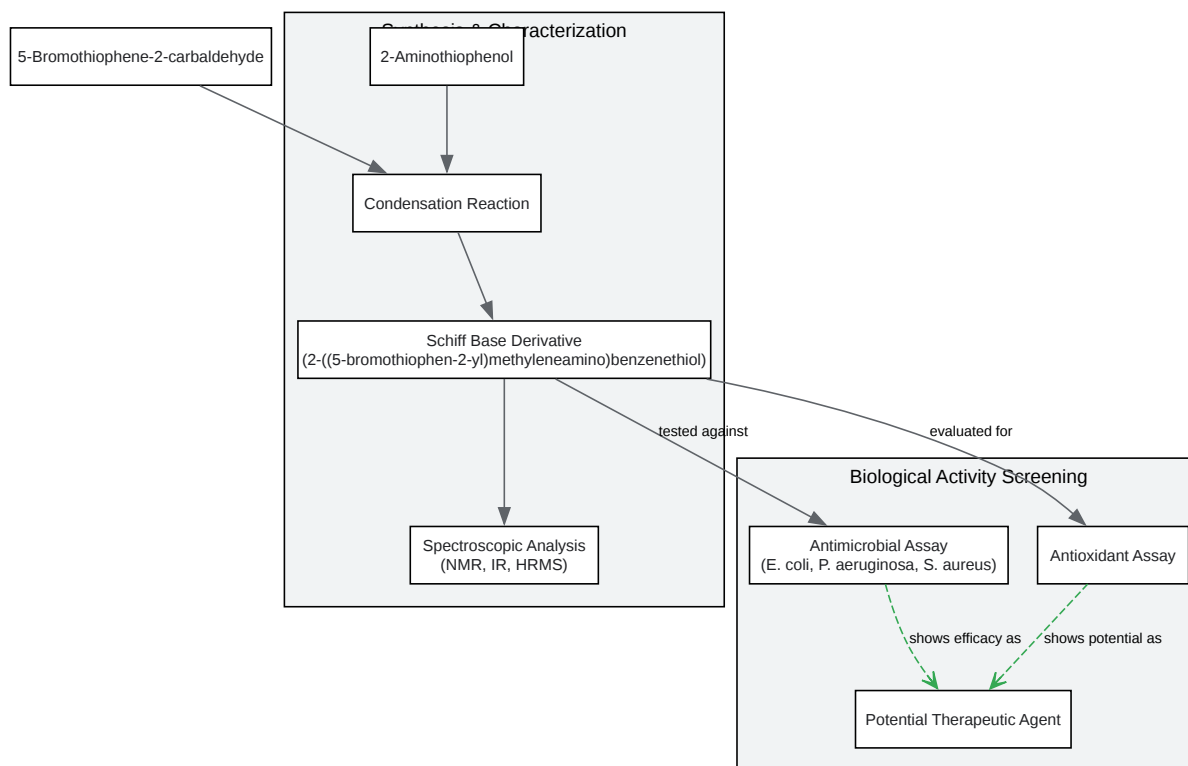 5-Bromothiophene-2-carbaldehyde
Synthesis & Characterization
2-Aminothiophenol
Condensation Reaction
Schiff Base Derivative
(2-((5-bromothiophen-2-yl)methyleneamino)benzenethiol)
tested against
evaluated for
Biological Activity Screening
Spectroscopic Analysis
(NMR, IR, HRMS)
Antimicrobial Assay
(E. coli, P. aeruginosa, S. aureus)
Antioxidant Assay
shows efficacy as
shows potential as
Potential Therapeutic Agent